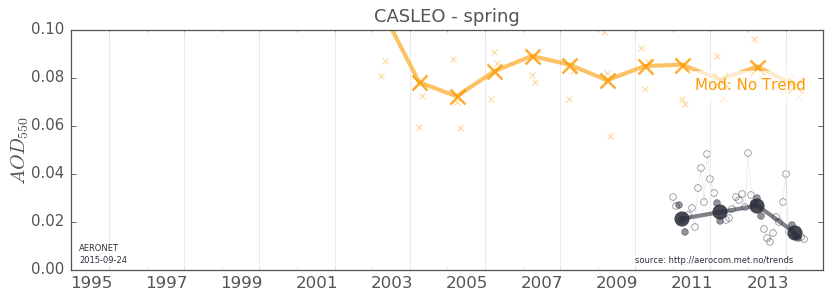 CASLEO - spring
0.10
0.08
0.06
0.04
0.02
0.00
AOD550
Mod: No Trend
AERONET
2015-09-24
source: http://aerocom.met.no/trends
1995 1997 1999 2001 2003 2005 2007 2009 2011 2013